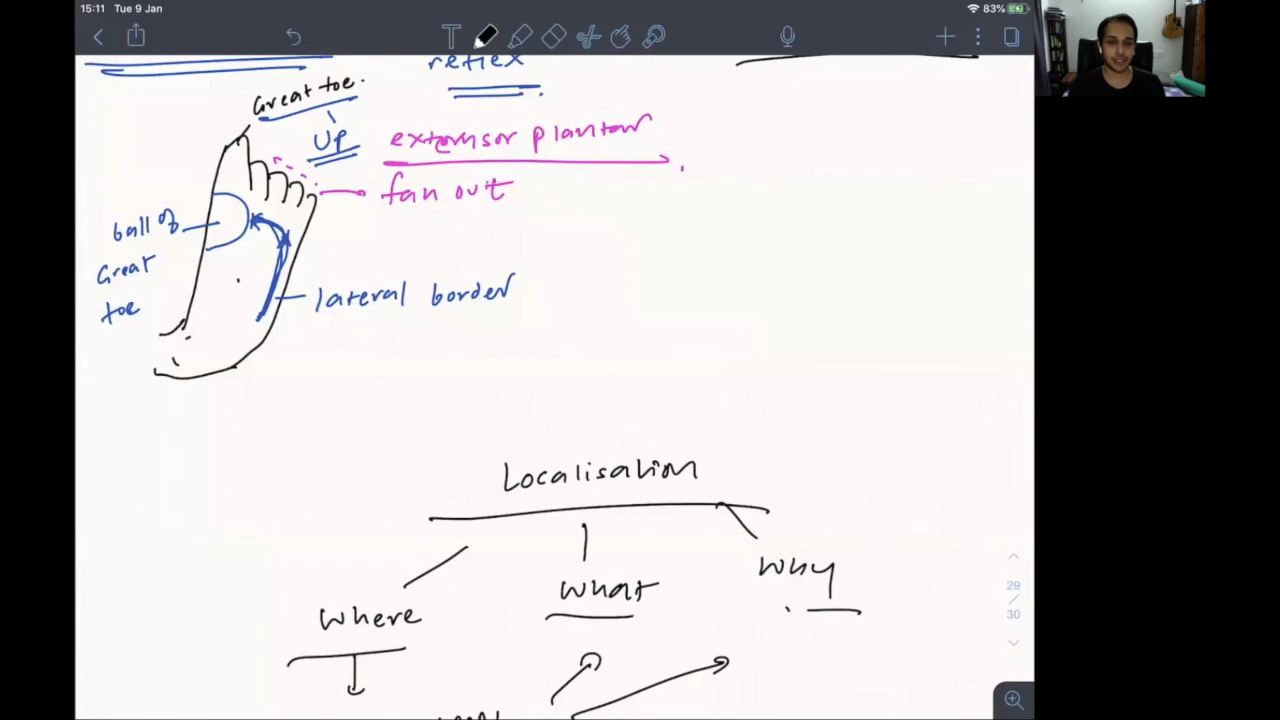 15:11 Tue 9 Jan
83%
reflex
Great toe.
UP
extensor plantar
fan out
ball of
Great
toe
lateral border
Localisation
Where
What
Why
29
/
30